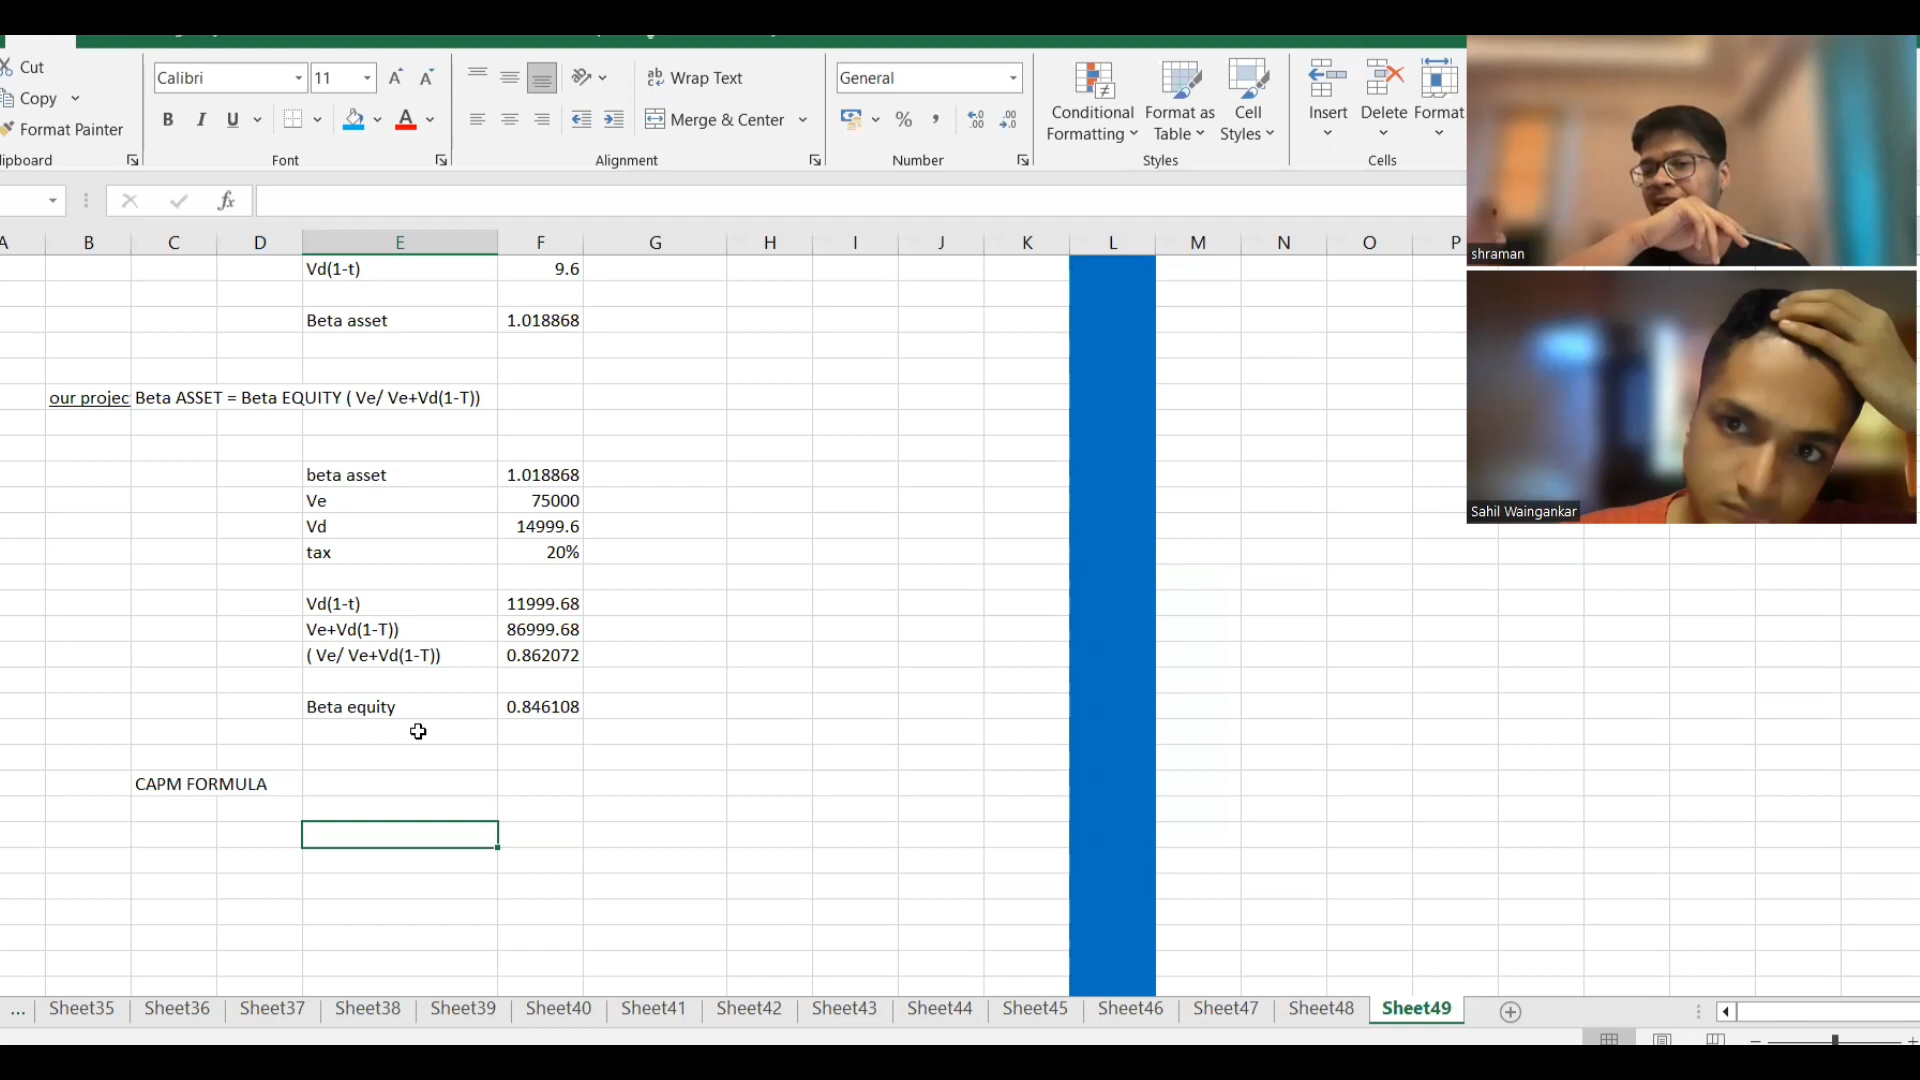 Cut
Copy
Format Painter
lipboard
Calibri
11
B I U
Font
Wrap Text
Merge & Center
Alignment
General
%
Number
Conditional Formatting
Format as Table
Cell Styles
Styles
Insert
Delete
Format
Cells
fx
A B C D E F G H I J K L M N O P
Vd(1-t) 9.6
Beta asset 1.018868
our projec Beta ASSET = Beta EQUITY ( Ve/ Ve+Vd(1-T))
beta asset 1.018868
Ve 75000
Vd 14999.6
tax 20%
Vd(1-t) 11999.68
Ve+Vd(1-T)) 86999.68
( Ve/ Ve+Vd(1-T)) 0.862072
Beta equity 0.846108
CAPM FORMULA
shraman
Sahil Waingankar
... Sheet35 Sheet36 Sheet37 Sheet38 Sheet39 Sheet40 Sheet41 Sheet42 Sheet43 Sheet44 Sheet45 Sheet46 Sheet47 Sheet48 Sheet49